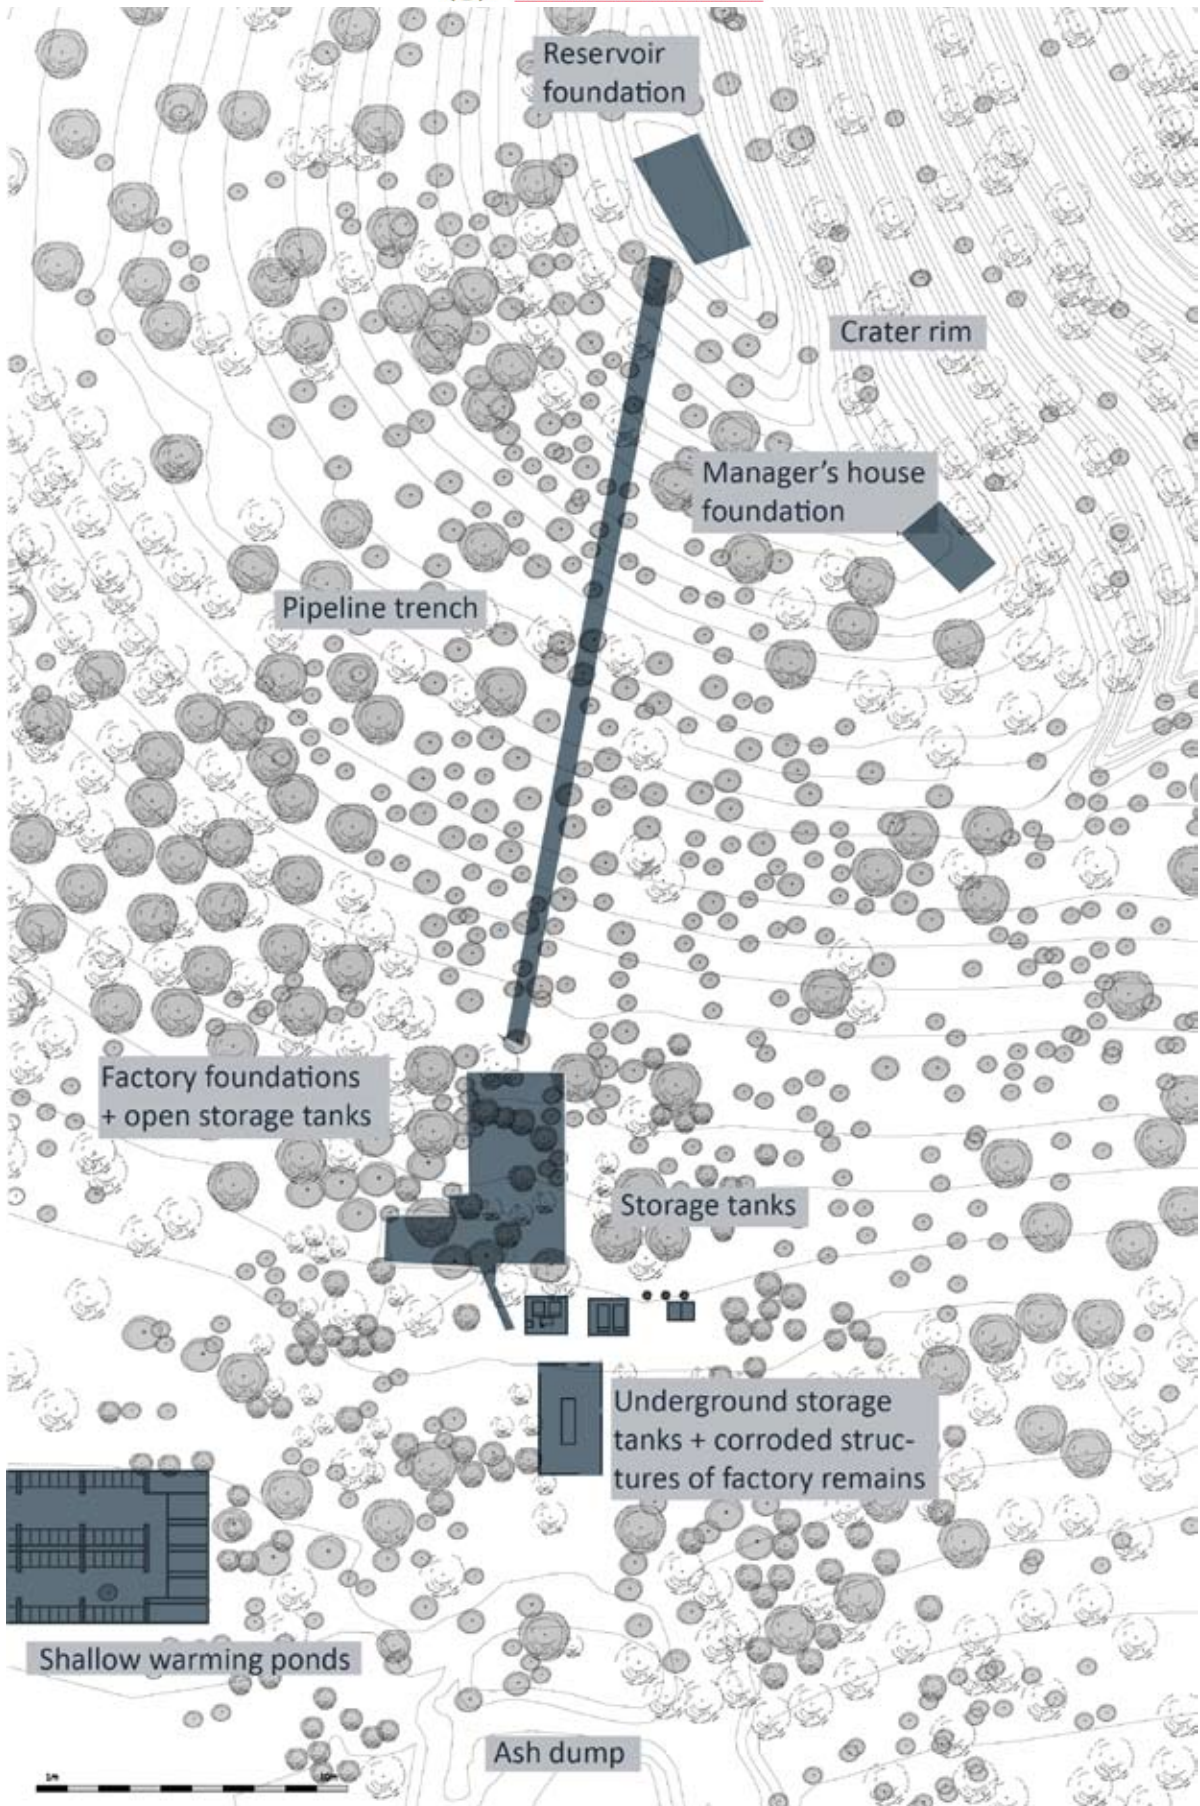 Reservoir
foundation
Crater rim
Manager's house
foundation
Pipeline trench
Factory foundations
+ open storage tanks
Storage tanks
Underground storage
tanks + corroded struc-
tures of factory remains
Shallow warming ponds
Ash dump
1m